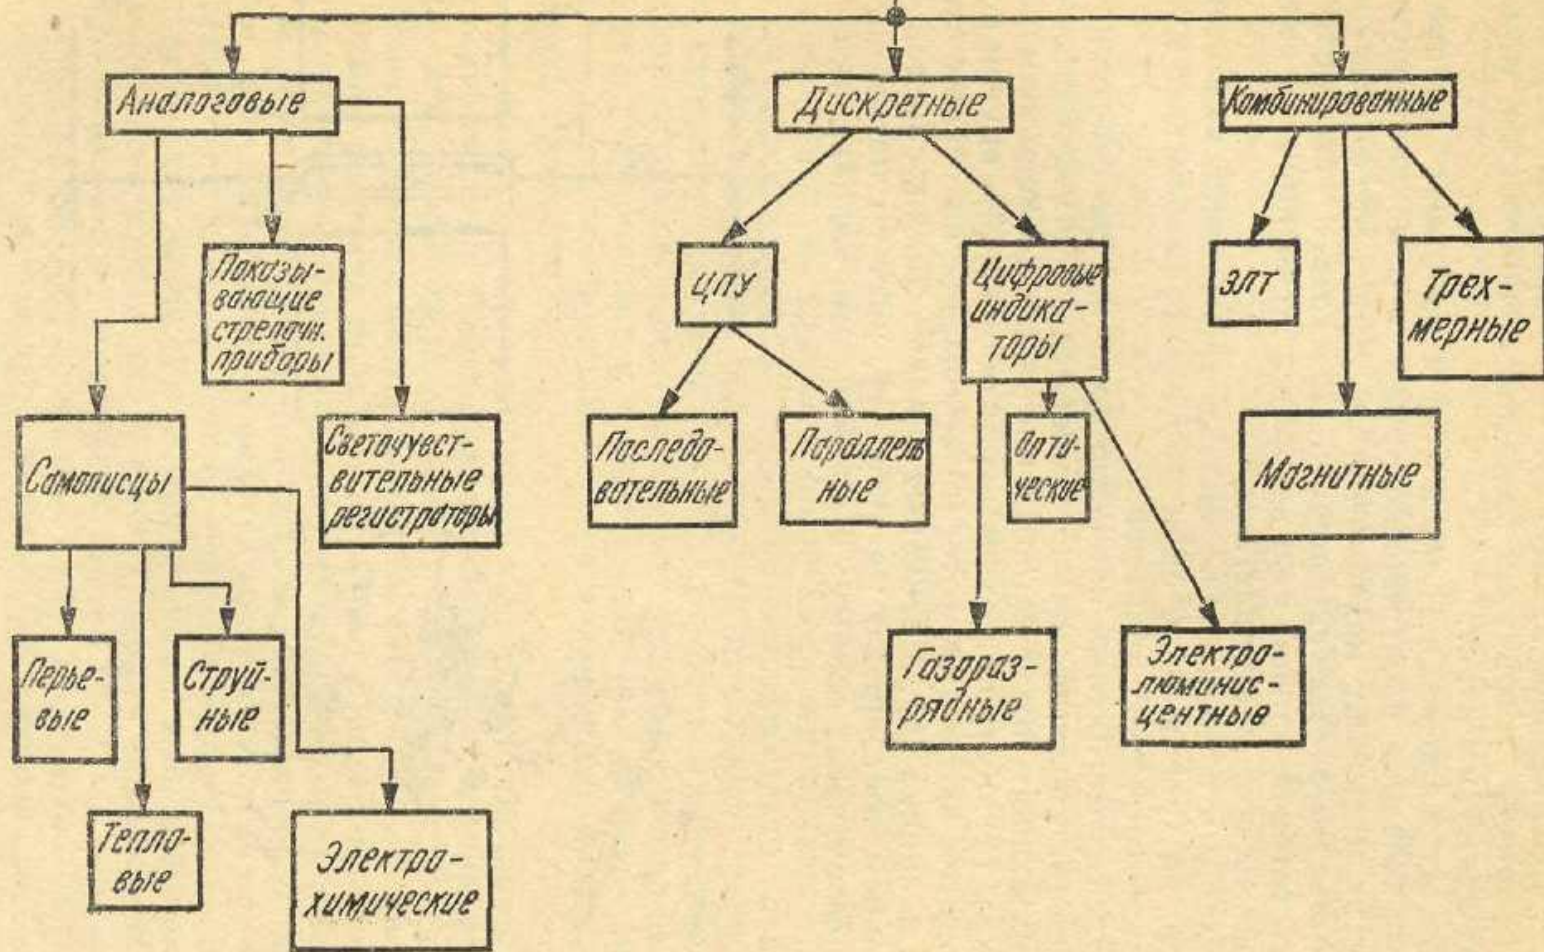 Аналоговые
Дискретные
Комбинированные
Показы-
вающие
стрелочн.
приборы
ЦПУ
Цифровые
индика-
торы
ЭЛТ
Трех-
мерные
Самописцы
Светочувст-
вительные
регистраторы
Последо-
вательные
Параллель
ные
Опти-
ческие
Магнитные
Перье-
вые
Струй-
ные
Газораз-
рядные
Электро-
люминис-
центные
Тепло-
вые
Электро-
химические